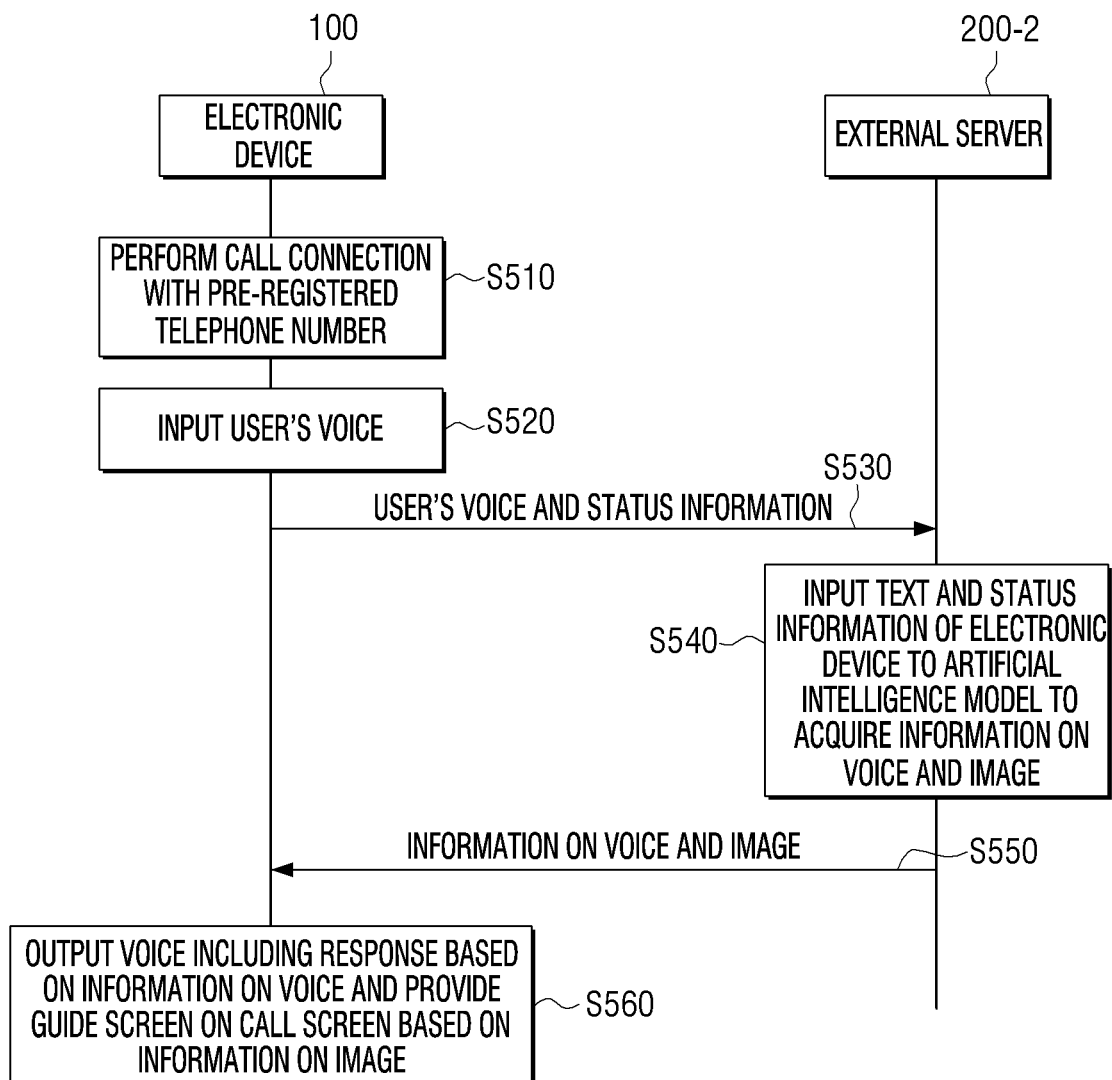 100
200-2
ELECTRONIC
DEVICE
EXTERNAL SERVER
PERFORM CALL CONNECTION
WITH PRE-REGISTERED
TELEPHONE NUMBER
S510
INPUT USER'S VOICE
S520
S530
USER'S VOICE AND STATUS INFORMATION
INPUT TEXT AND STATUS
INFORMATION OF ELECTRONIC
DEVICE TO ARTIFICIAL
INTELLIGENCE MODEL TO
ACQUIRE INFORMATION ON
VOICE AND IMAGE
S540
INFORMATION ON VOICE AND IMAGE
S550
OUTPUT VOICE INCLUDING RESPONSE BASED
ON INFORMATION ON VOICE AND PROVIDE
GUIDE SCREEN ON CALL SCREEN BASED ON
INFORMATION ON IMAGE
S560